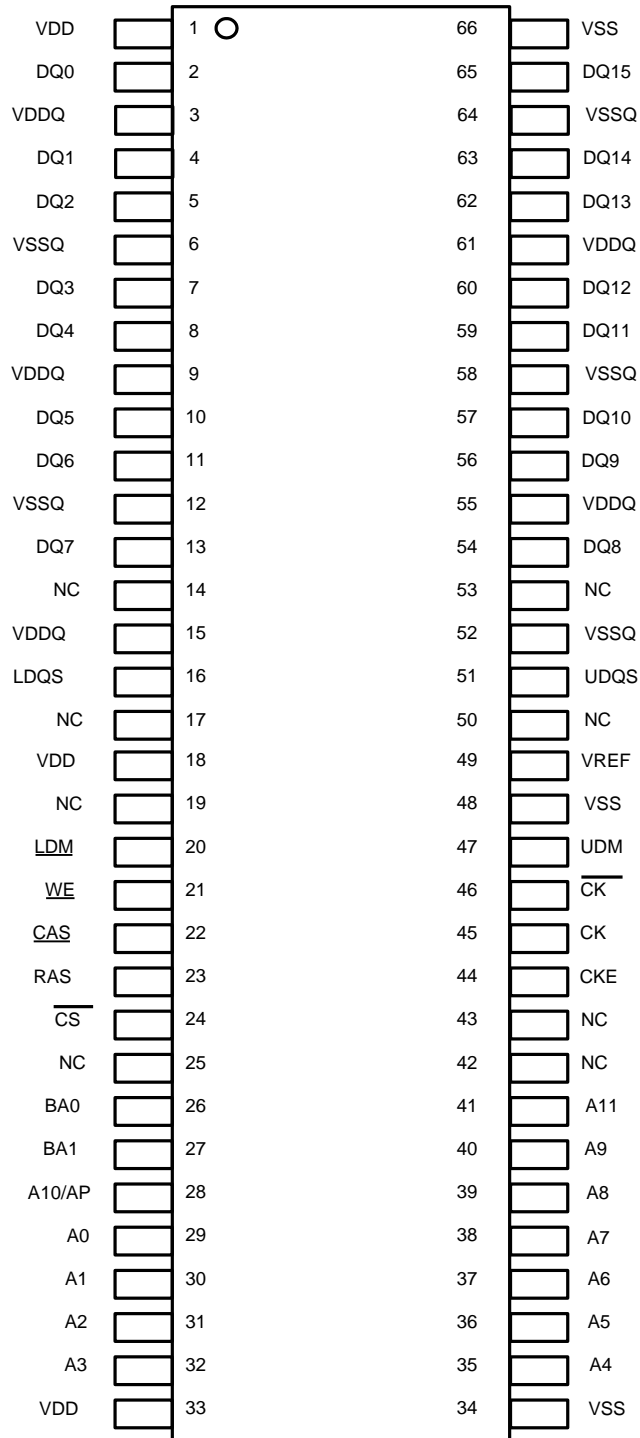 VDD 1 66 VSS
DQ0 2 65 DQ15
VDDQ 3 64 VSSQ
DQ1 4 63 DQ14
DQ2 5 62 DQ13
VSSQ 6 61 VDDQ
DQ3 7 60 DQ12
DQ4 8 59 DQ11
VDDQ 9 58 VSSQ
DQ5 10 57 DQ10
DQ6 11 56 DQ9
VSSQ 12 55 VDDQ
DQ7 13 54 DQ8
NC 14 53 NC
VDDQ 15 52 VSSQ
LDQS 16 51 UDQS
NC 17 50 NC
VDD 18 49 VREF
NC 19 48 VSS
LDM 20 47 UDM
WE 21 46 CK
CAS 22 45 CK
RAS 23 44 CKE
CS 24 43 NC
NC 25 42 NC
BA0 26 41 A11
BA1 27 40 A9
A10/AP 28 39 A8
A0 29 38 A7
A1 30 37 A6
A2 31 36 A5
A3 32 35 A4
VDD 33 34 VSS